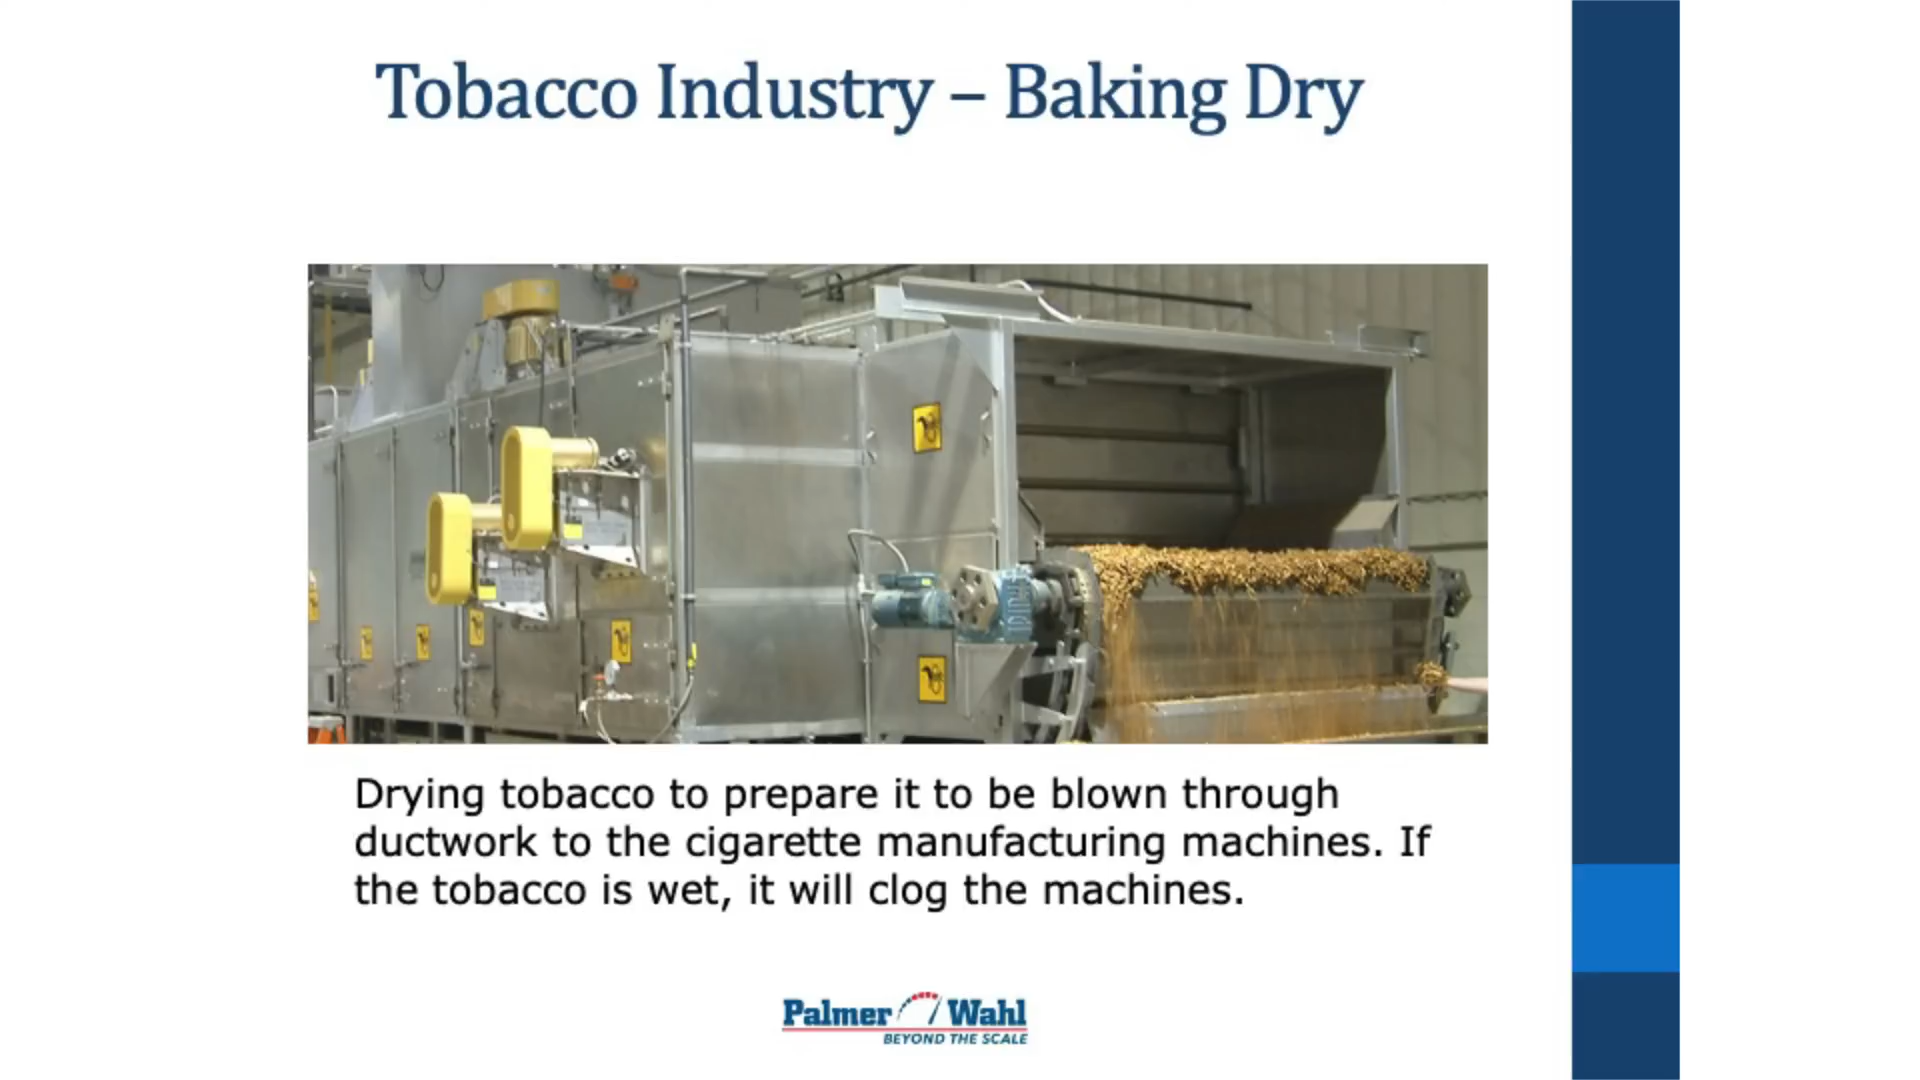 Tobacco Industry – Baking Dry
Drying tobacco to prepare it to be blown through
ductwork to the cigarette manufacturing machines. If
the tobacco is wet, it will clog the machines.
Palmer Wahl
BEYOND THE SCALE